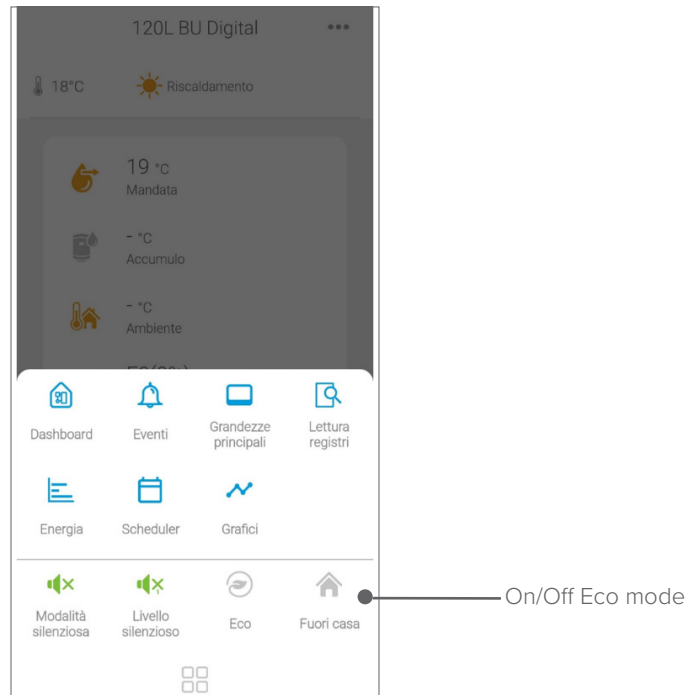 120L BU Digital
18°C
Riscaldamento
19 °C
Mandata
- °C
Accumulo
- °C
Ambiente
Dashboard
Eventi
Grandezze
principali
Lettura
registri
Energia
Scheduler
Grafici
Modalità
silenziosa
Livello
silenzioso
Eco
Fuori casa
On/Off Eco mode